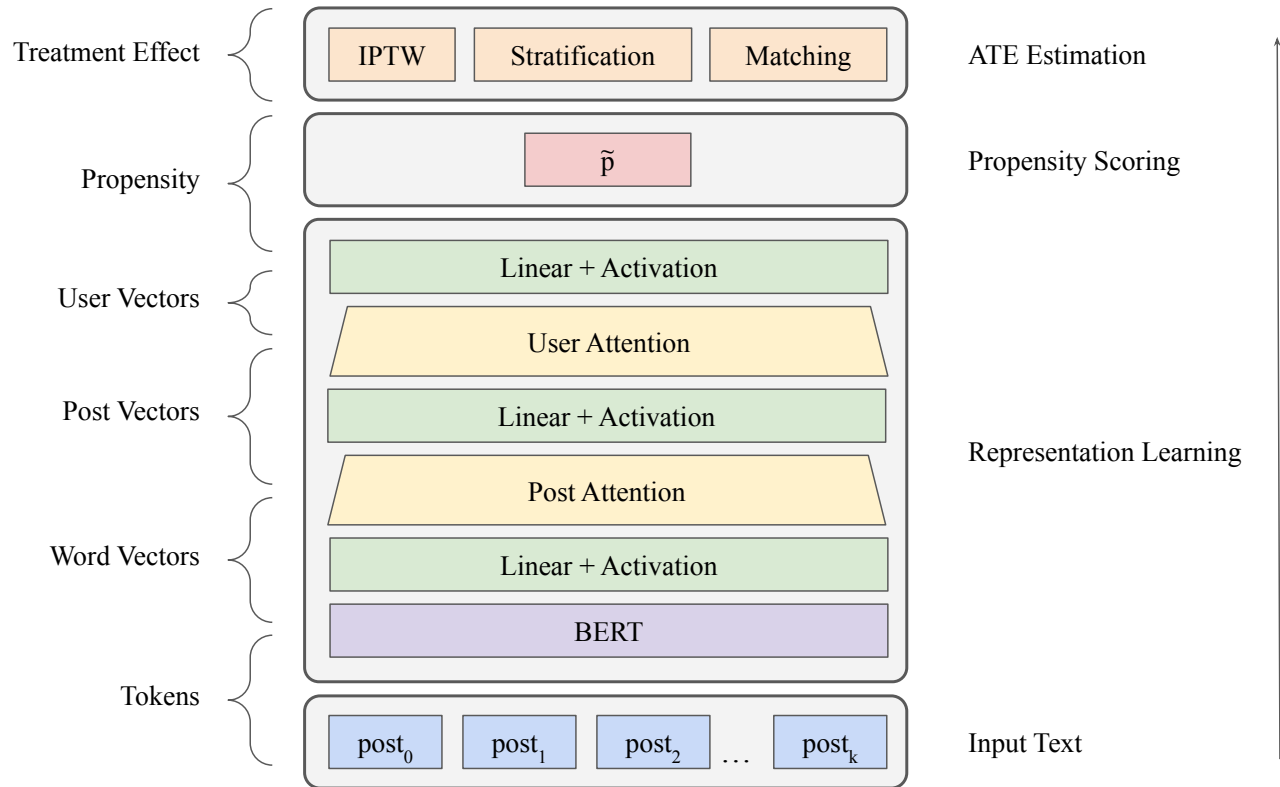 Treatment Effect
IPTW
Stratification
Matching
ATE Estimation
Propensity
p̃
Propensity Scoring
Linear + Activation
User Vectors
User Attention
Post Vectors
Linear + Activation
Representation Learning
Post Attention
Word Vectors
Linear + Activation
BERT
Tokens
post₀
post₁
post₂
...
postₖ
Input Text